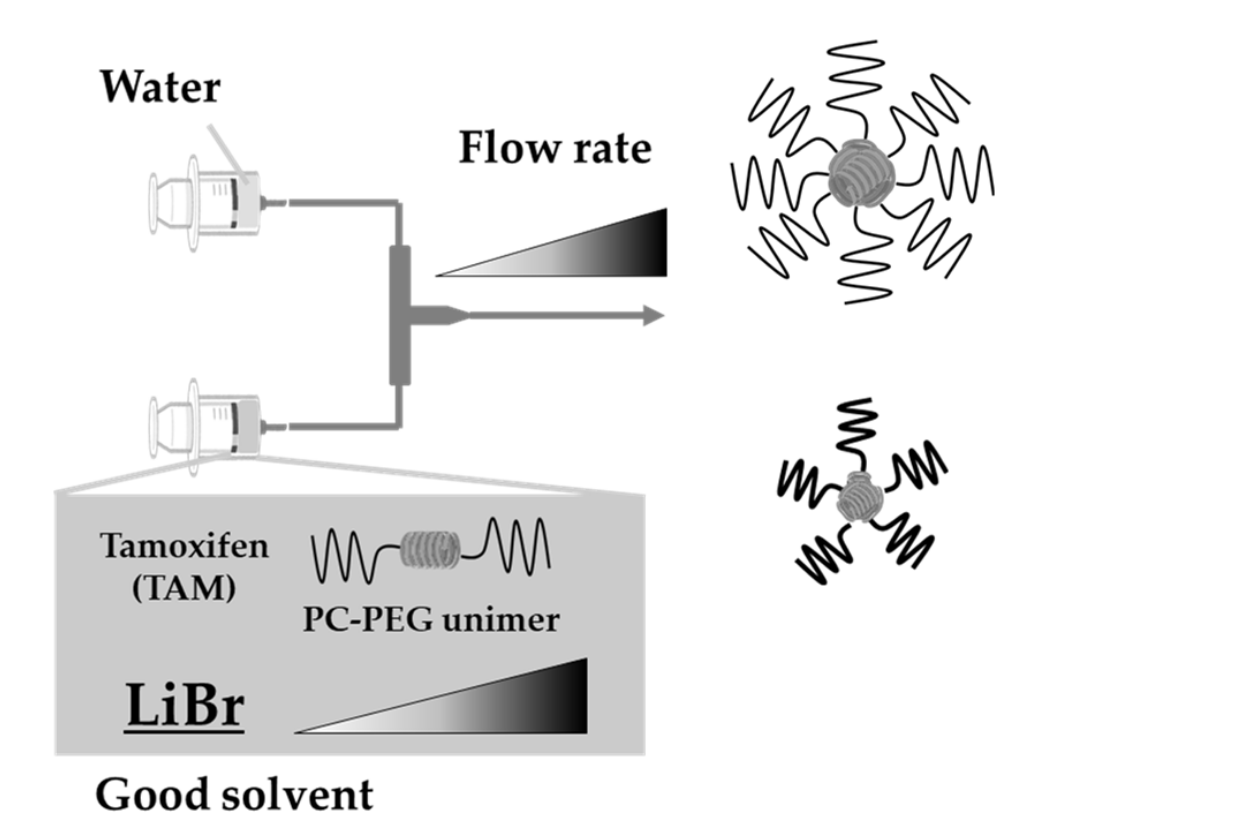 Water
Flow rate
Tamoxifen
(TAM)
PC-PEG unimer
LiBr
Good solvent